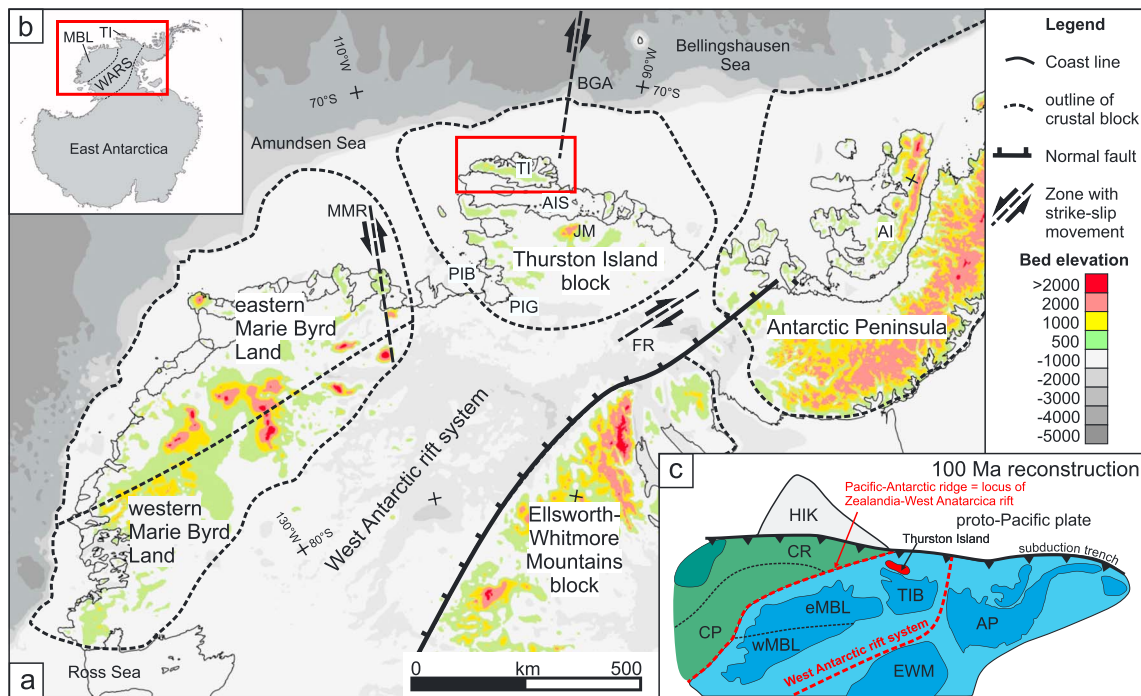 b
TI
MBL
WARS
East Antarctica
110°W
70°S
Amundsen Sea
BGA
90°W
70°S
Bellingshausen
Sea
TI
AIS
JM
Thurston Island
block
MMR
PIB
PIG
AI
FR
Antarctic Peninsula
eastern
Marie Byrd
Land
western
Marie Byrd
Land
130°W
80°S
West Antarctic rift system
Ellsworth-
Whitmore
Mountains
block
Ross Sea
a
0
km
500
Legend
Coast line
outline of
crustal block
Normal fault
Zone with
strike-slip
movement
Bed elevation
>2000
2000
1000
500
-1000
-2000
-3000
-4000
-5000
c
100 Ma reconstruction
Pacific-Antarctic ridge = locus of
Zealandia-West Anatarcica rift
HIK
proto-Pacific plate
Thurston Island
subduction trench
CR
TIB
eMBL
AP
CP
wMBL
West Antarctic rift system
EWM